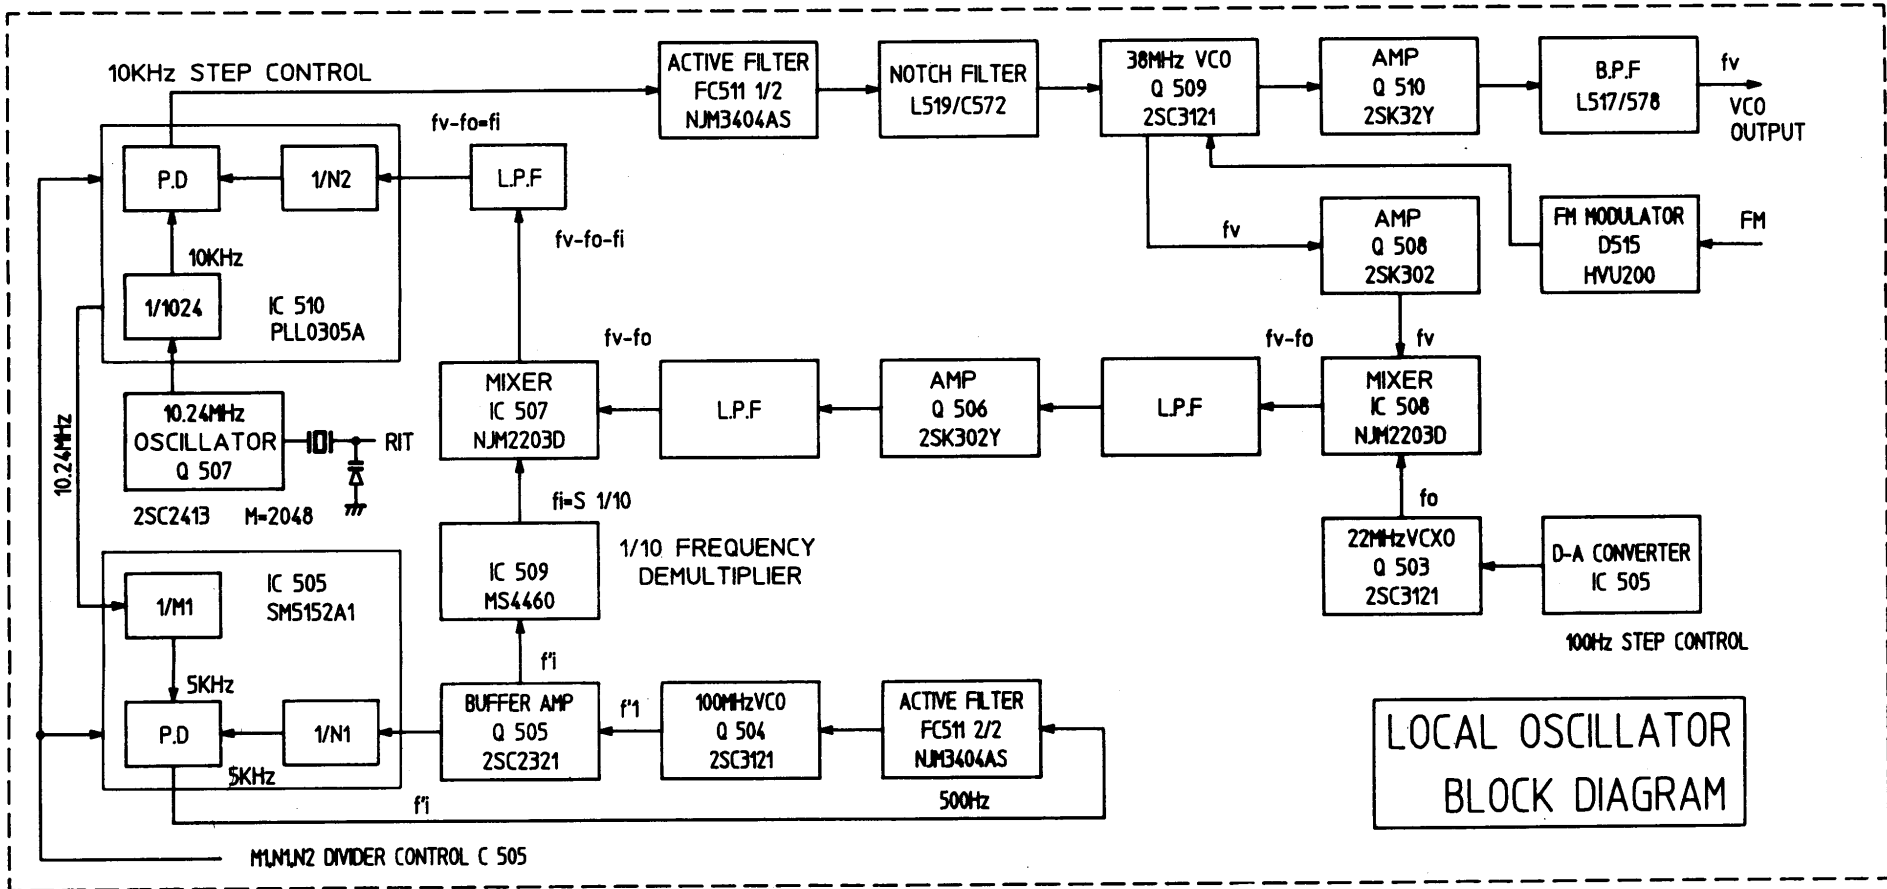 10KHz STEP CONTROL
ACTIVE FILTER
FC511 1/2
NJM3404AS
NOTCH FILTER
L519/C572
38MHz VCO
Q 509
2SC3121
AMP
Q 510
2SK32Y
B.P.F
L517/578
fv
VCO
OUTPUT
fv-fo=fi
P.D
1/N2
L.P.F
10KHz
1/1024
IC 510
PLL0305A
fv-fo-fi
fv
AMP
Q 508
2SK302
FM MODULATOR
D515
HVU200
FM
fv-fo
fv-fo
fv
MIXER
IC 507
NJM2203D
L.P.F
AMP
Q 506
2SK302Y
L.P.F
MIXER
IC 508
NJM2203D
10.24MHz
10.24MHz
OSCILLATOR
Q 507
RIT
2SC2413 M=2048
fi=S 1/10
fo
IC 509
MS4460
1/10 FREQUENCY
DEMULTIPLIER
22MHzVCXO
Q 503
2SC3121
D-A CONVERTER
IC 505
100Hz STEP CONTROL
1/M1
IC 505
SM5152A1
5KHz
f'i
P.D
1/N1
5KHz
BUFFER AMP
Q 505
2SC2321
f'1
100MHzVCO
Q 504
2SC3121
ACTIVE FILTER
FC511 2/2
NJM3404AS
f'i
500Hz
LOCAL OSCILLATOR
BLOCK DIAGRAM
M1,N1,N2 DIVIDER CONTROL C 505